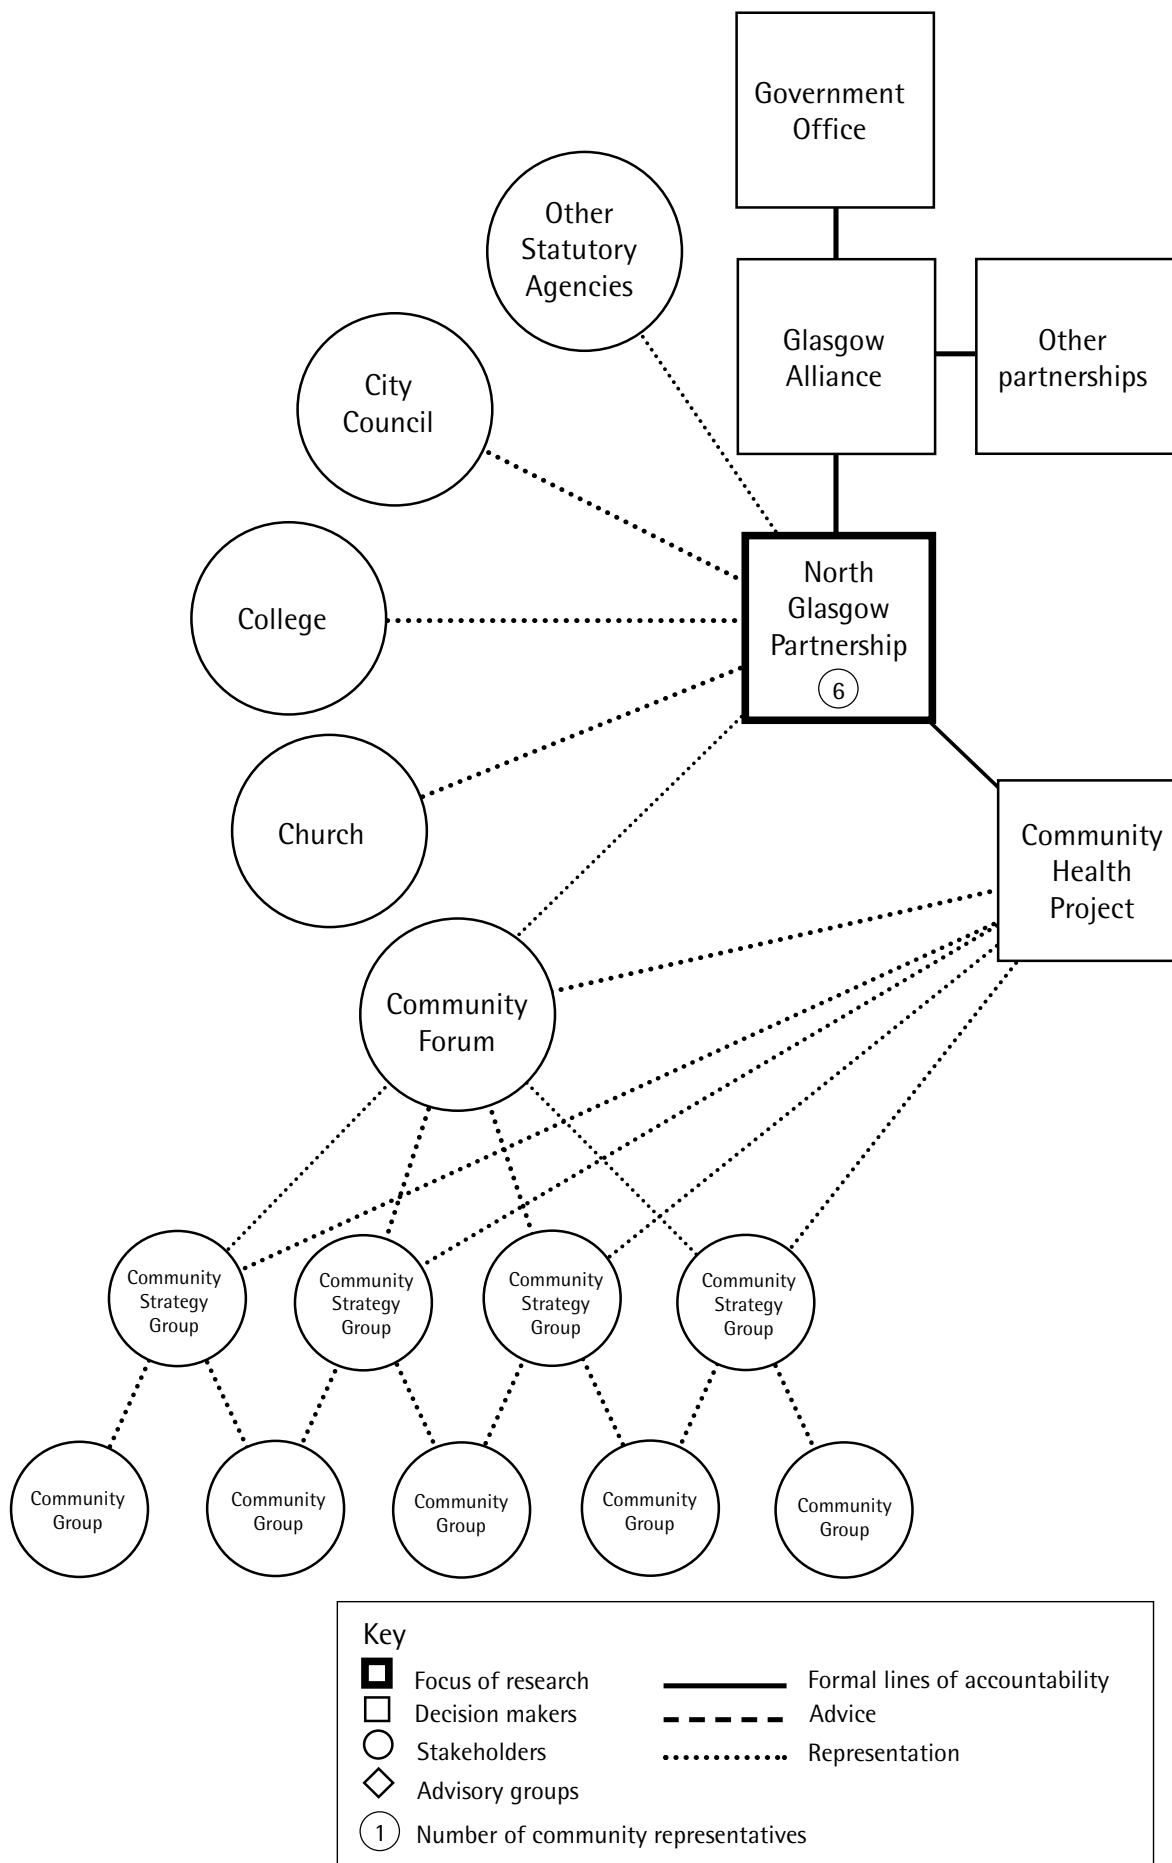 Government
Office
Other
Statutory
Agencies
Glasgow
Alliance
Other
partnerships
City
Council
North
Glasgow
Partnership
6
College
Church
Community
Health
Project
Community
Forum
Community
Strategy
Group
Community
Strategy
Group
Community
Strategy
Group
Community
Strategy
Group
Community
Group
Community
Group
Community
Group
Community
Group
Community
Group
Key
Focus of research
Decision makers
Stakeholders
Advisory groups
1 Number of community representatives
Formal lines of accountability
Advice
Representation